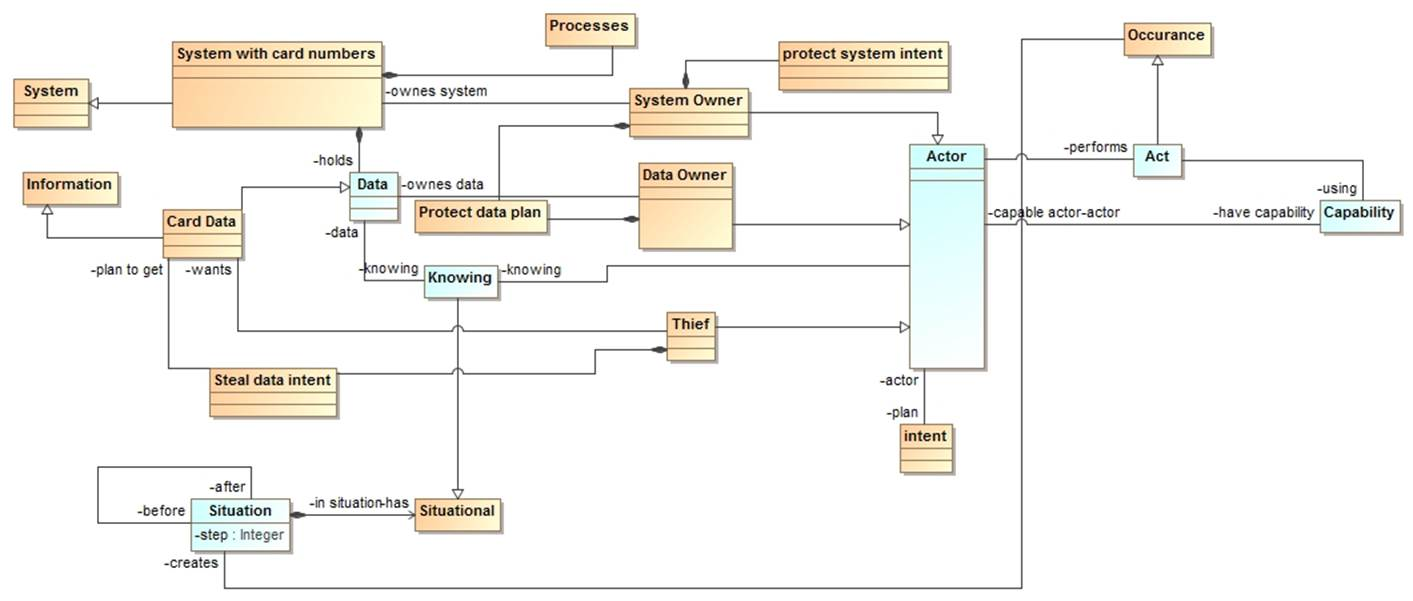 Processes
Occurance
System with card numbers
protect system intent
System
-ownes system
System Owner
-holds
-performs
Act
Actor
Information
Data
-ownes data
Data Owner
-using
Card Data
Protect data plan
-capable actor-actor
-have capability
Capability
-data
-plan to get
-wants
-knowing
Knowing
-knowing
Thief
Steal data intent
-actor
-plan
intent
-after
-before
Situation
-in situation-has
Situational
-step : Integer
-creates